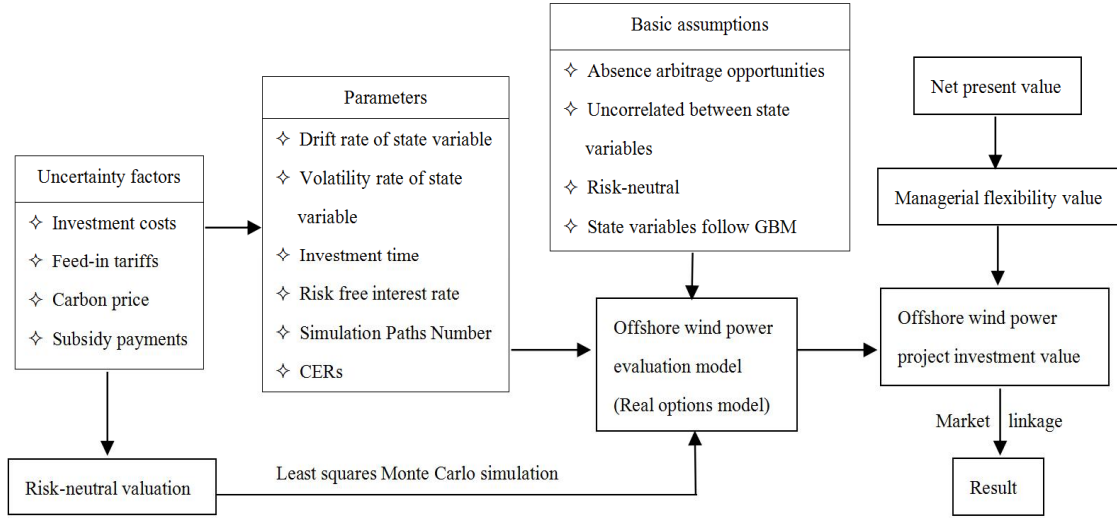 Uncertainty factors
✧ Investment costs
✧ Feed-in tariffs
✧ Carbon price
✧ Subsidy payments
Risk-neutral valuation
Parameters
✧ Drift rate of state variable
✧ Volatility rate of state
variable
✧ Investment time
✧ Risk free interest rate
✧ Simulation Paths Number
✧ CERs
Least squares Monte Carlo simulation
Basic assumptions
✧ Absence arbitrage opportunities
✧ Uncorrelated between state
variables
✧ Risk-neutral
✧ State variables follow GBM
Offshore wind power
evaluation model
(Real options model)
Net present value
Managerial flexibility value
Offshore wind power
project investment value
Market linkage
Result